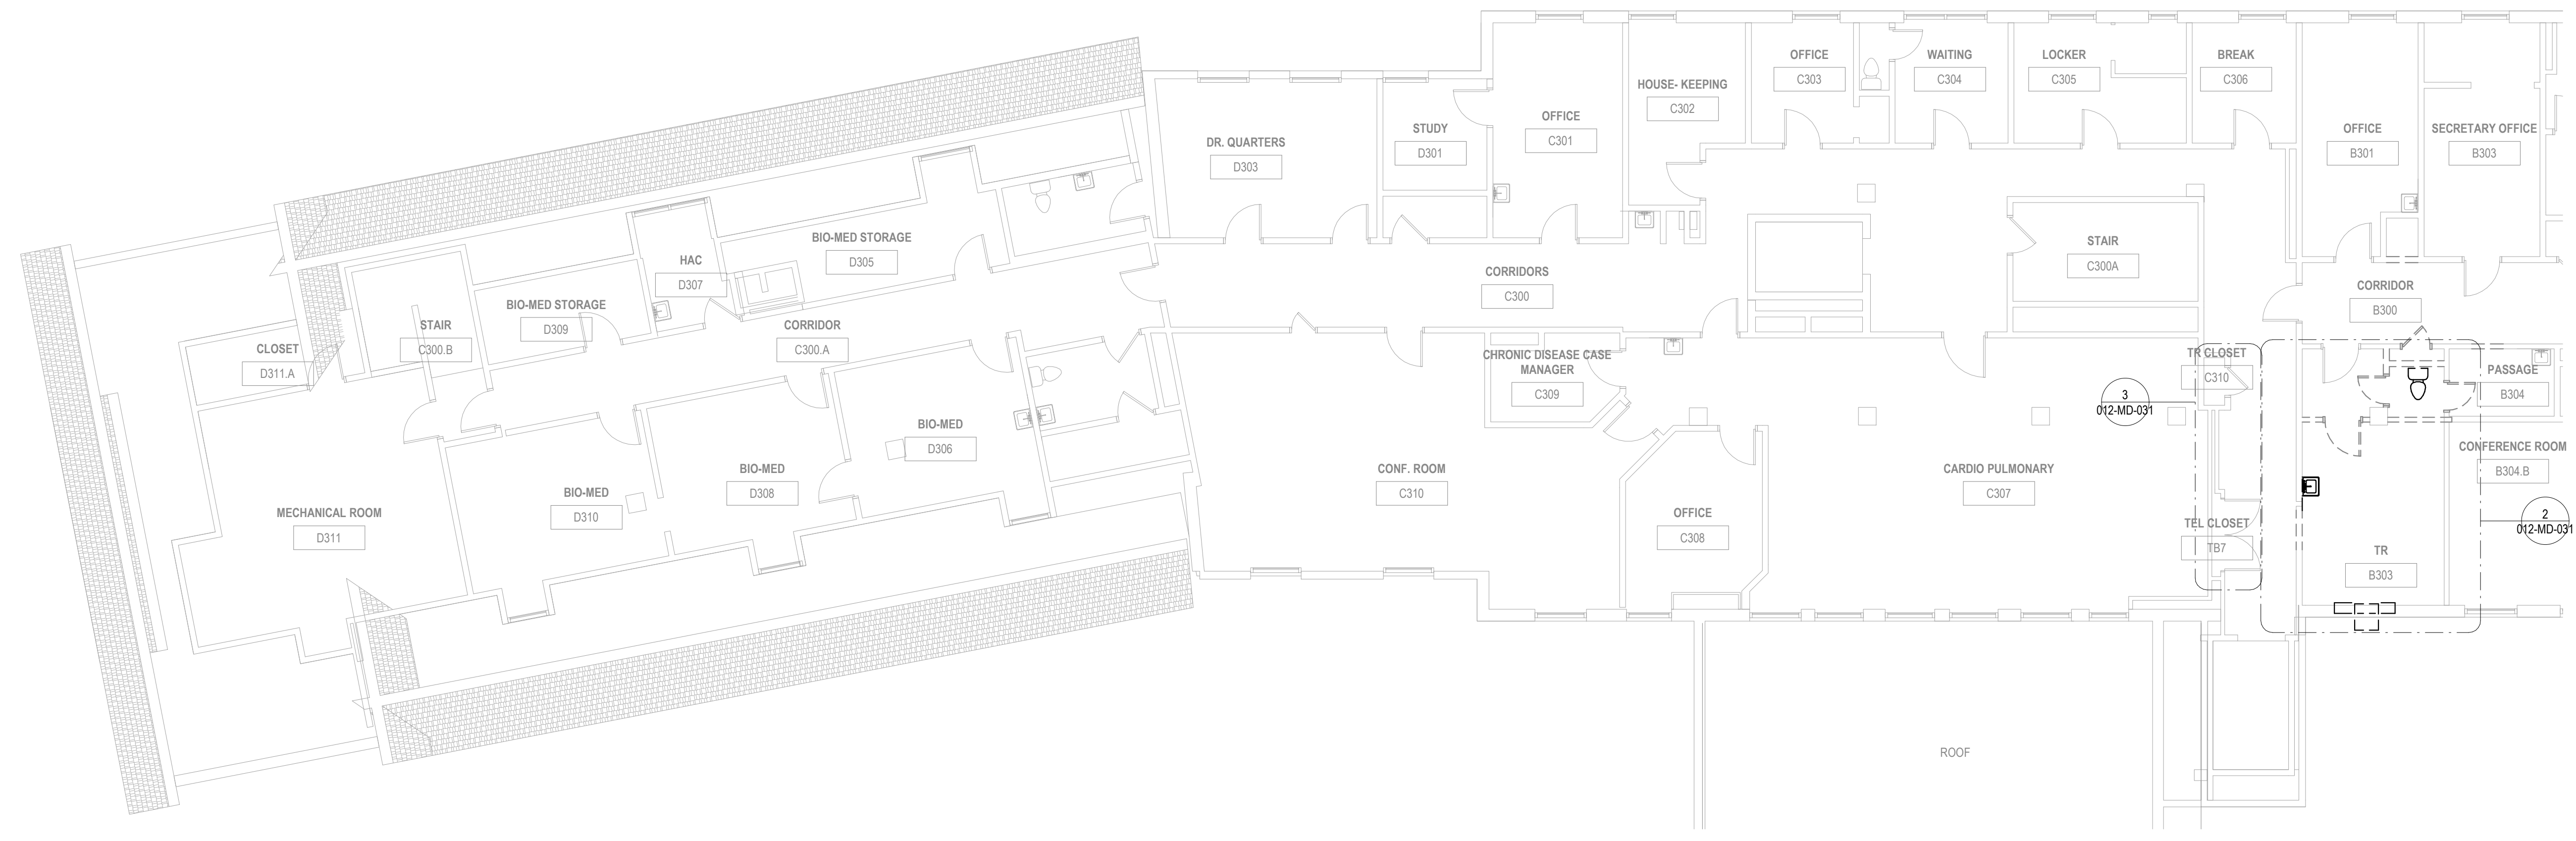 DR. QUARTERS
D303
STUDY
D301
OFFICE
C301
HOUSE- KEEPING
C302
OFFICE
C303
WAITING
C304
LOCKER
C305
BREAK
C306
OFFICE
B301
SECRETARY OFFICE
B303
BIO-MED STORAGE
D305
HAC
D307
BIO-MED STORAGE
D309
STAIR
C300.B
CLOSET
D311.A
CORRIDOR
C300.A
CORRIDORS
C300
STAIR
C300A
CORRIDOR
B300
CHRONIC DISEASE CASE
MANAGER
C309
TR CLOSET
C310
PASSAGE
B304
3
012-MD-031
MECHANICAL ROOM
D311
BIO-MED
D310
BIO-MED
D308
BIO-MED
D306
CONF. ROOM
C310
OFFICE
C308
CARDIO PULMONARY
C307
CONFERENCE ROOM
B304.B
TEL CLOSET
TB7
TR
B303
2
012-MD-031
ROOF